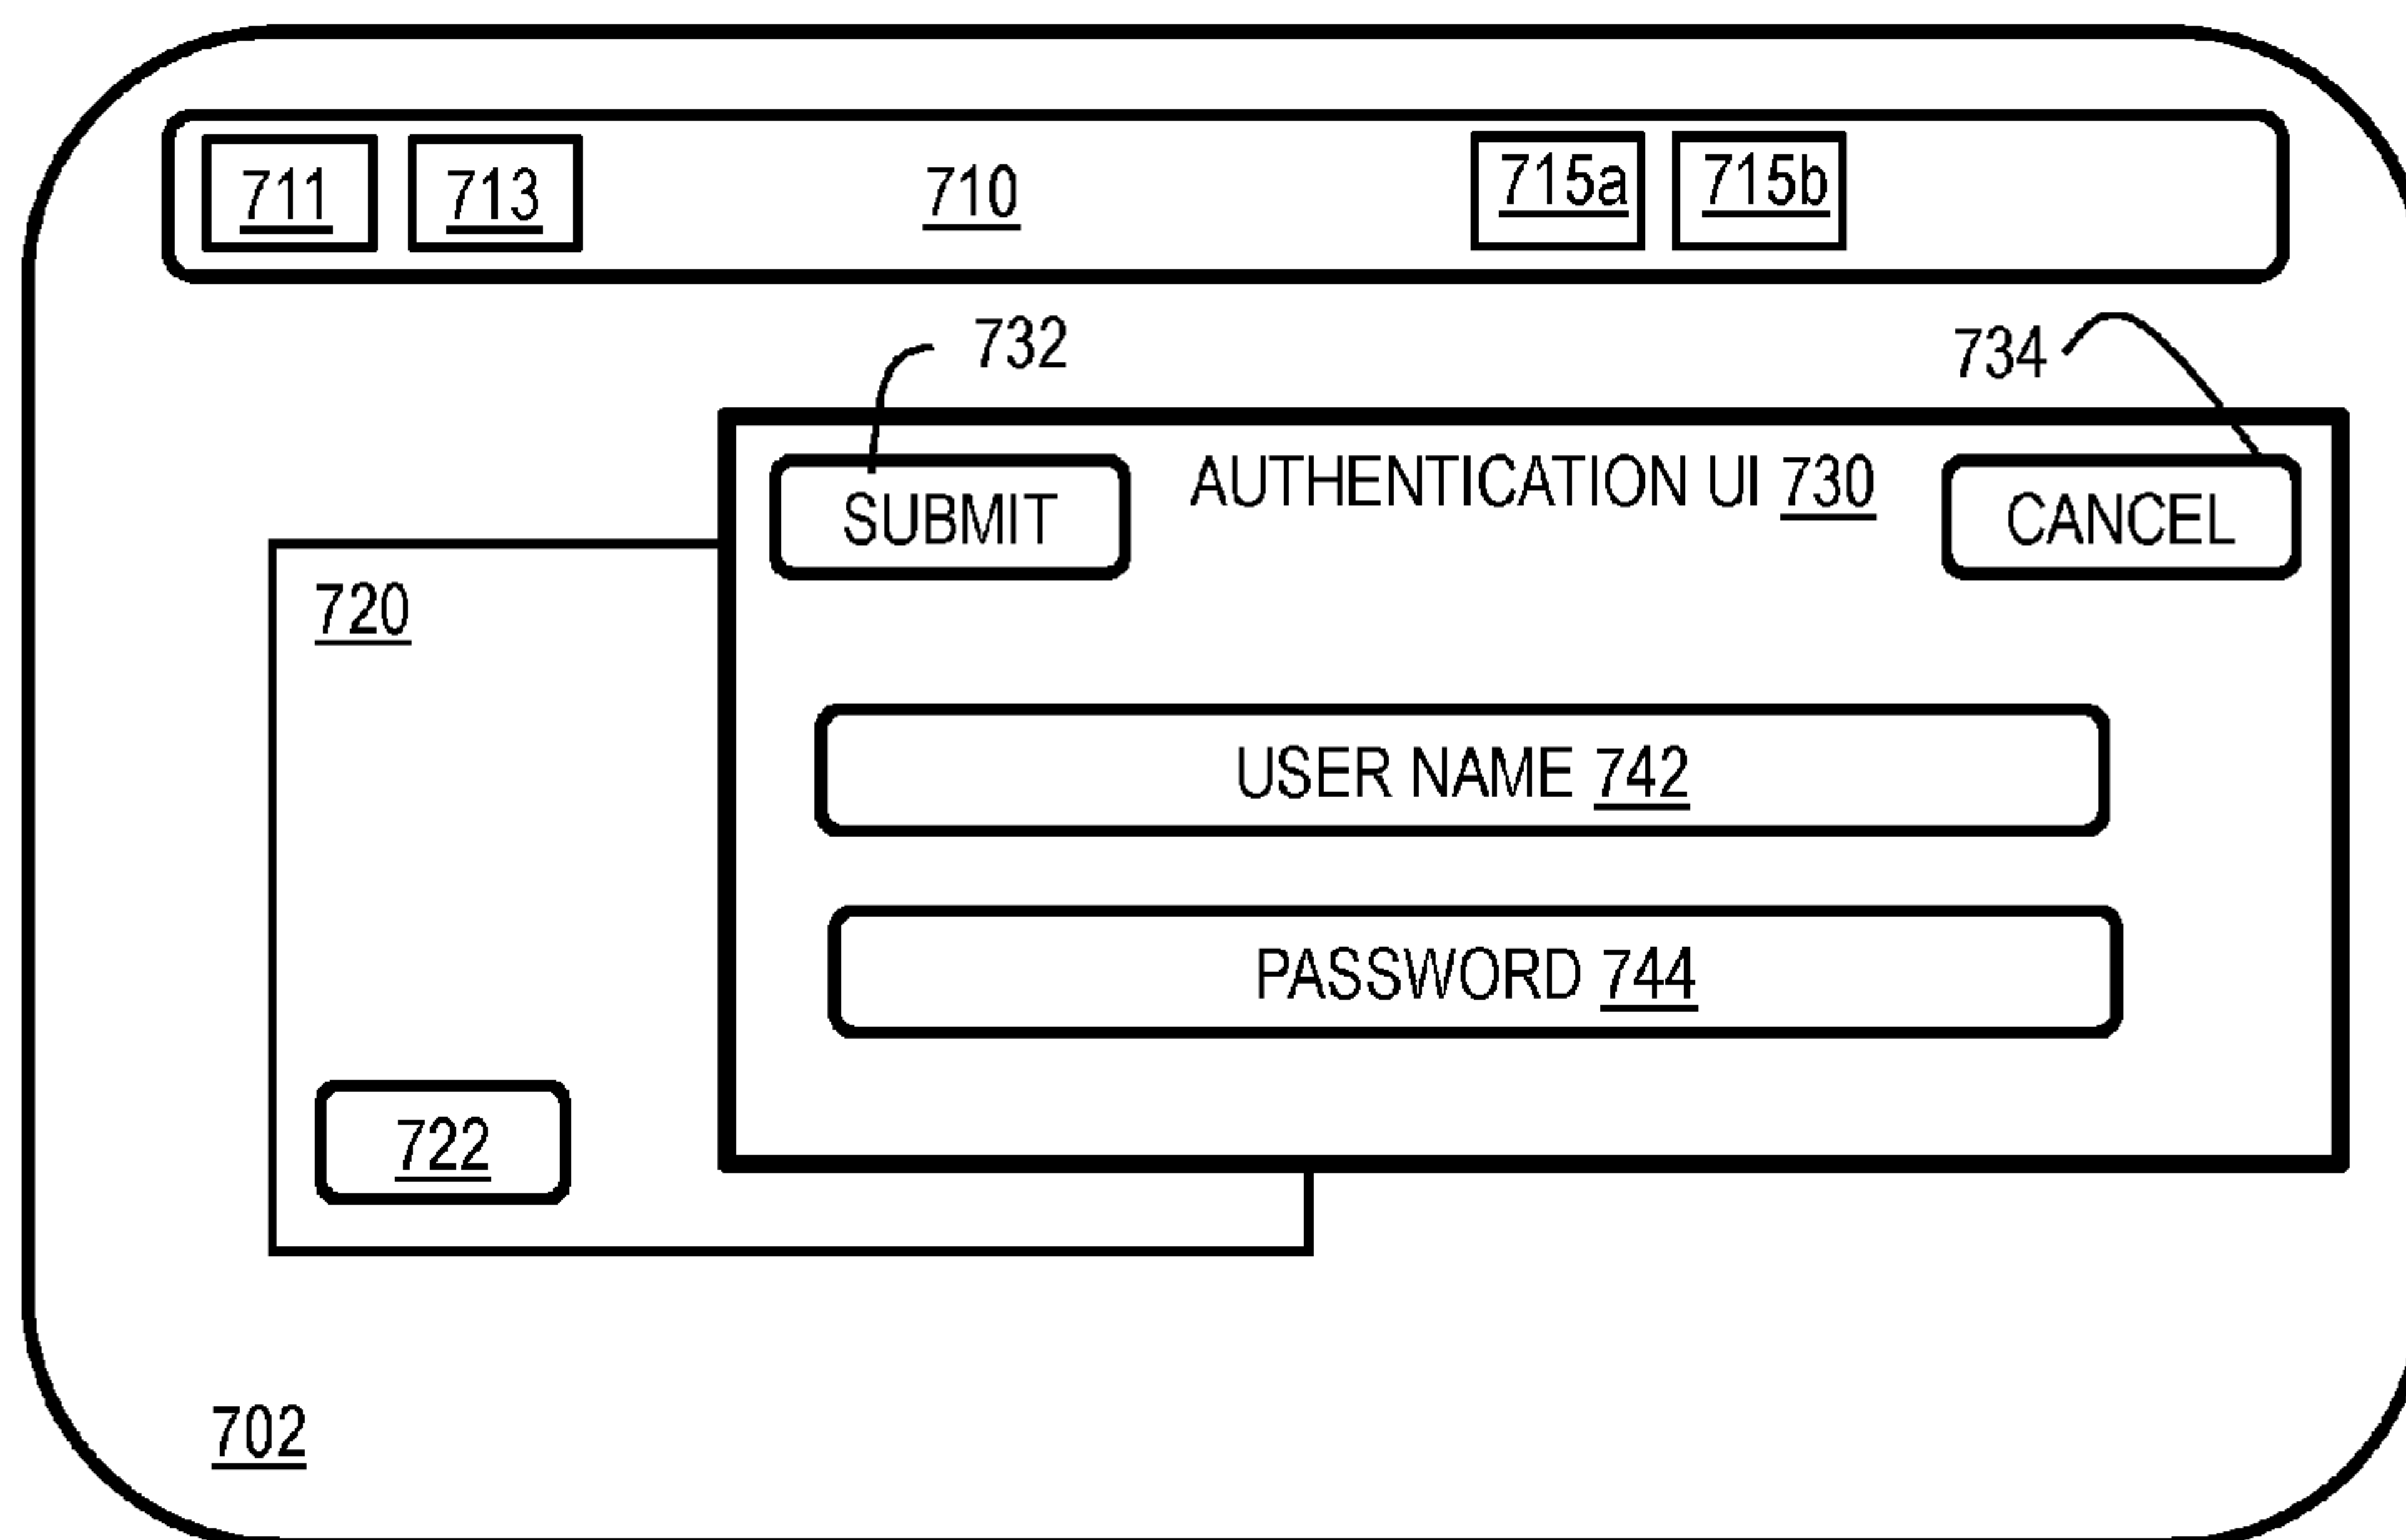 711 713 710 715a 715b
732 734
AUTHENTICATION UI 730
SUBMIT CANCEL
720
USER NAME 742
PASSWORD 744
722
702